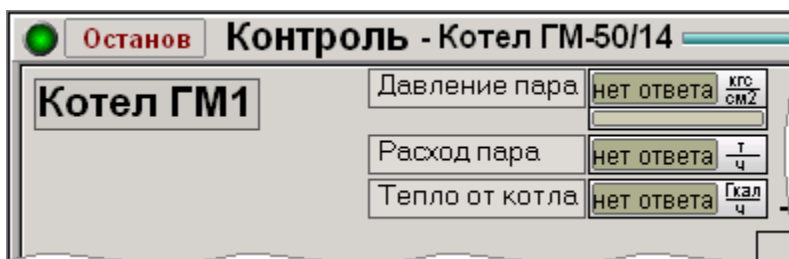 Останов Контроль - Котел ГМ-50/14
Котел ГМ1
Давление пара нет ответа кгс/см2
Расход пара нет ответа т/ч
Тепло от котла нет ответа Гкал/ч